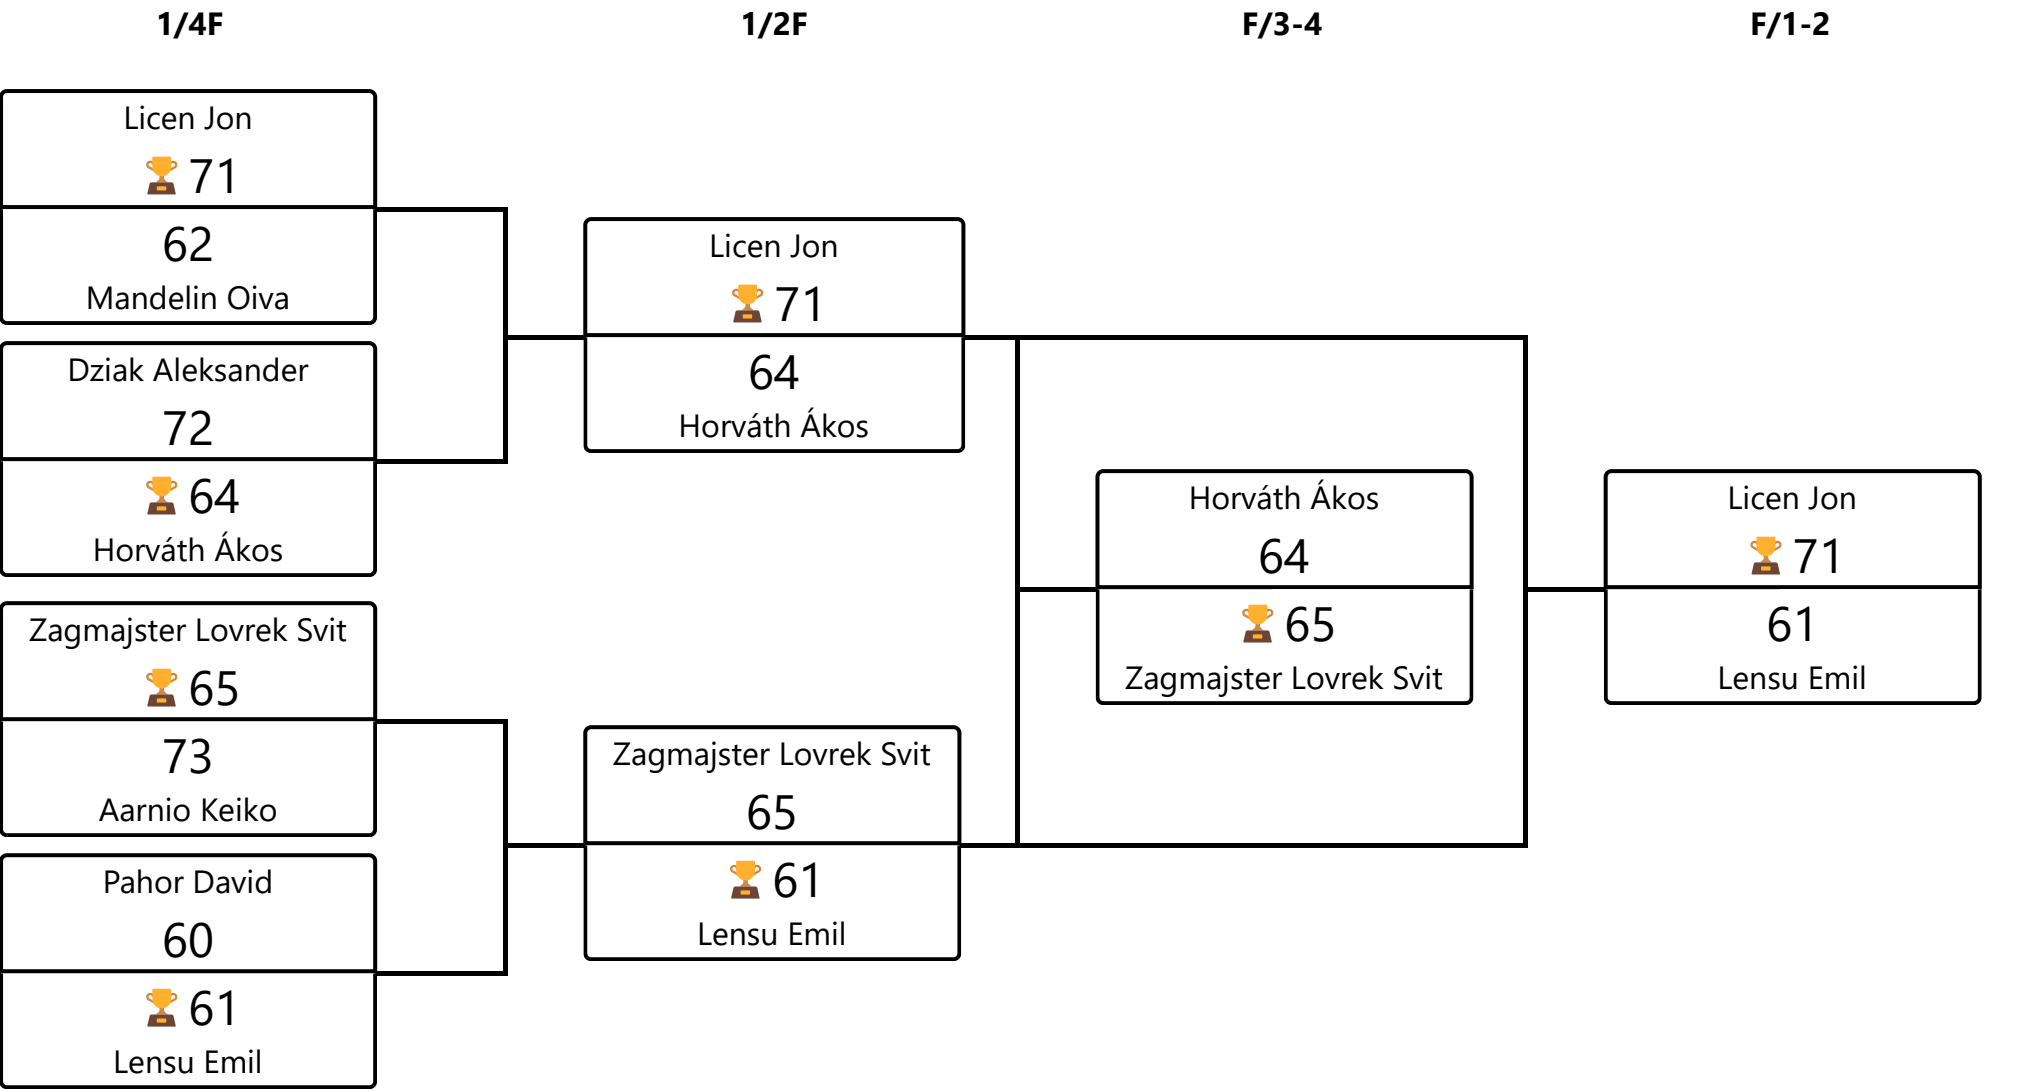 1/4F
1/2F
F/3-4
F/1-2
Licen Jon
71
62
Mandelin Oiva
Dziak Aleksander
72
64
Horváth Ákos
Zagmajster Lovrek Svit
65
73
Aarnio Keiko
Pahor David
60
61
Lensu Emil
Licen Jon
71
64
Horváth Ákos
Zagmajster Lovrek Svit
65
61
Lensu Emil
Horváth Ákos
64
65
Zagmajster Lovrek Svit
Licen Jon
71
61
Lensu Emil